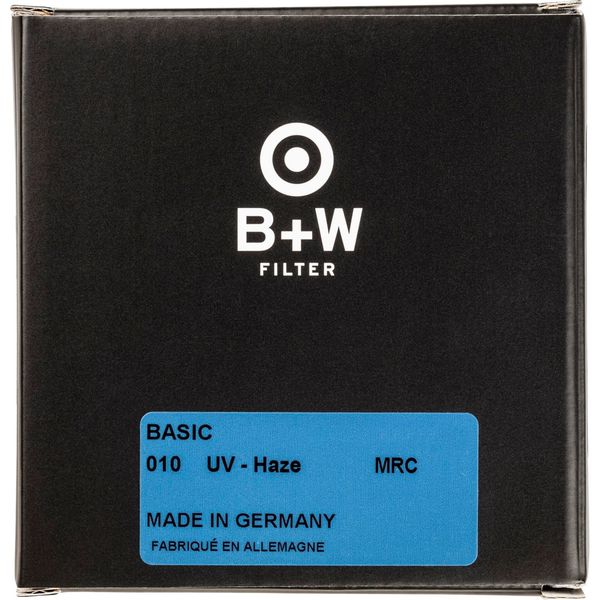 B+W
FILTER
BASIC
010 UV - Haze MRC
MADE IN GERMANY
FABRIQUÉ EN ALLEMAGNE